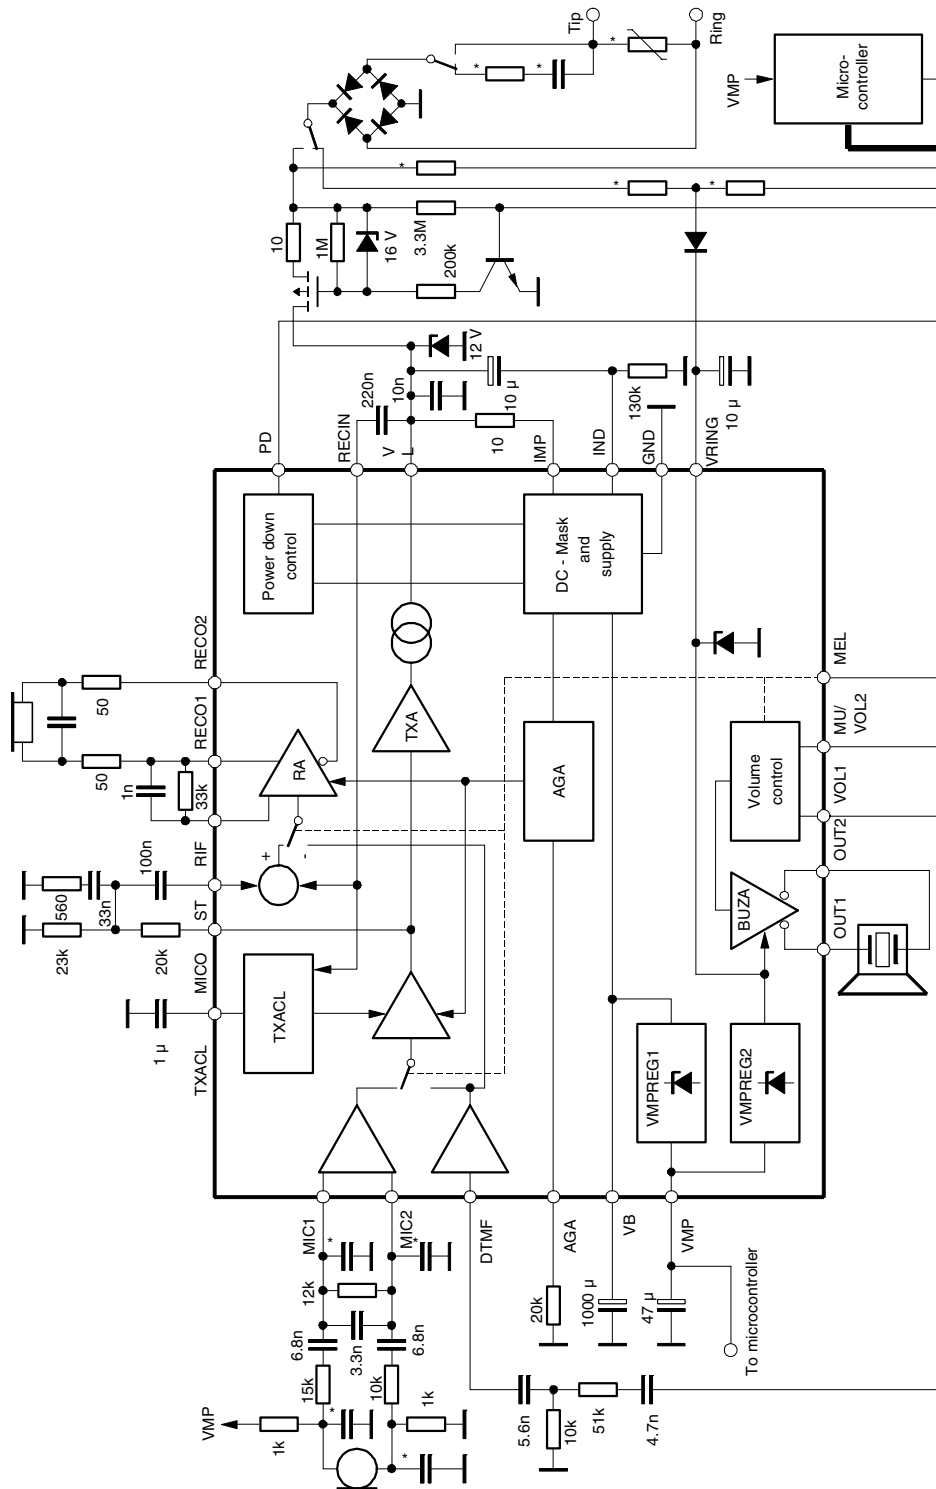 Tip
Ring
*
*
*
VMP
Micro-
controller
*
*
*
10
1M
16 V
3.3M
200k
12 V
220n
10n
10 µ
130k
10 µ
10
PD
RECIN
V
L
IMP
IND
GND
VRING
Power down
control
DC - Mask
and
supply
RECO2
RECO1
50
50
1n
33k
RIF
ST
MICO
TXACL
100n
560
33n
23k
20k
1 µ
RA
TXA
+
-
TXACL
AGA
Volume
control
BUZA
MEL
MU/
VOL2
VOL1
OUT2
OUT1
VMPREG1
VMPREG2
MIC1
MIC2
DTMF
AGA
VB
VMP
*
*
12k
6.8n
3.3n
6.8n
15k
10k
VMP
1k
*
1k
*
20k
1000 µ
47 µ
To microcontroller
5.6n
10k
51k
4.7n